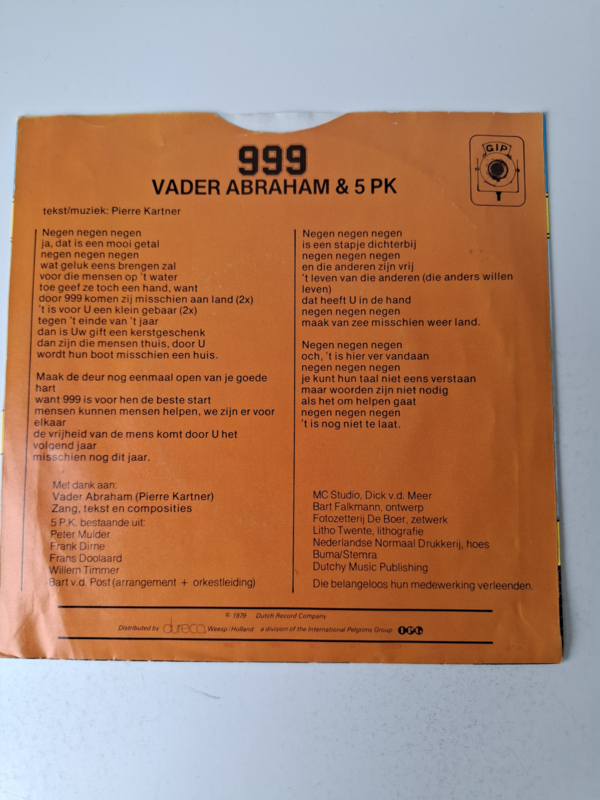 999
GIP
VADER ABRAHAM & 5 PK
tekst/muziek: Pierre Kartner
Negen negen negen
ja, dat is een mooi getal
negen negen negen
wat geluk eens brengen zal
voor die mensen op 't water
toe geef ze toch een hand, want
door 999 komen zij misschien aan land (2x)
't is voor U een klein gebaar (2x)
tegen 't einde van 't jaar
dan is Uw gift een kerstgeschenk
dan zijn die mensen thuis, door U
wordt hun boot misschien een huis.
Maak de deur nog eenmaal open van je goede
hart
want 999 is voor hen de beste start
mensen kunnen mensen helpen, we zijn er voor
elkaar
de vrijheid van de mens komt door U het
volgend jaar
misschien nog dit jaar.
Negen negen negen
is een stapje dichterbij
negen negen negen
en die anderen zijn vrij
't leven van die anderen (die anders willen
leven)
dat heeft U in de hand
negen negen negen
maak van zee misschien weer land.
Negen negen negen
och, 't is hier ver vandaan
negen negen negen
je kunt hun taal niet eens verstaan
maar woorden zijn niet nodig
als het om helpen gaat
negen negen negen
't is nog niet te laat.
Met dank aan:
Vader Abraham (Pierre Kartner)
Zang, tekst en composities
5 P.K. bestaande uit:
Peter Mulder
Frank Dirne
Frans Doolaard
Willem Timmer
Bart v.d. Post (arrangement + orkestleiding)
MC Studio, Dick v.d. Meer
Bart Falkmann, ontwerp
Fotozetterij De Boer, zetwerk
Litho Twente, lithografie
Nederlandse Normaal Drukkerij, hoes
Buma/Stemra
Dutchy Music Publishing
Die belangeloos hun medewerking verleenden.
℗ 1979 Dutch Record Company
Distributed by dureco Weesp/Holland a division of the International Pelgrims Group IPG